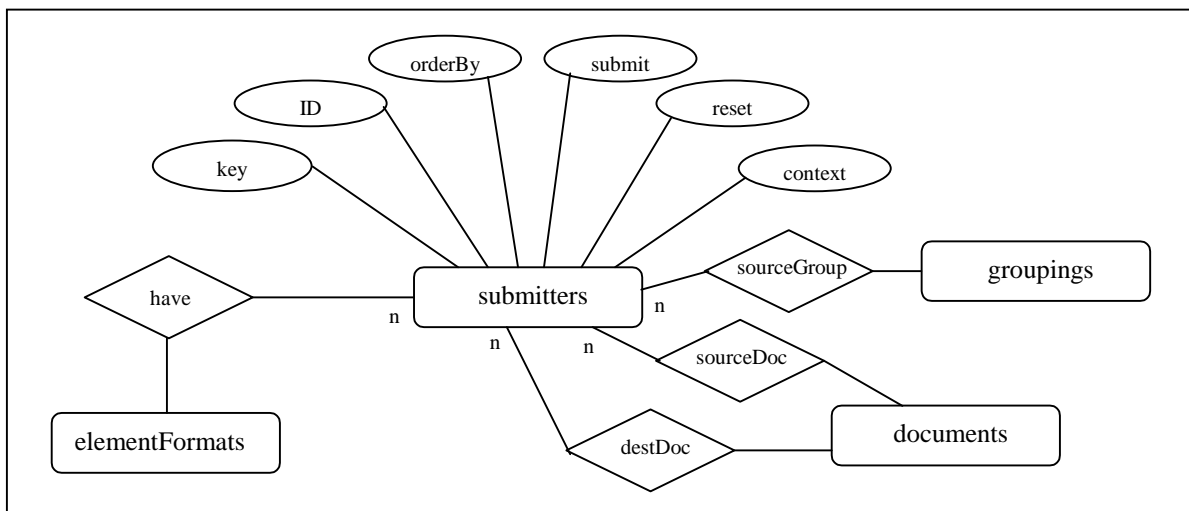 orderBy
submit
ID
reset
key
context
sourceGroup
groupings
have
submitters
n
n
n
n
sourceDoc
elementFormats
destDoc
documents